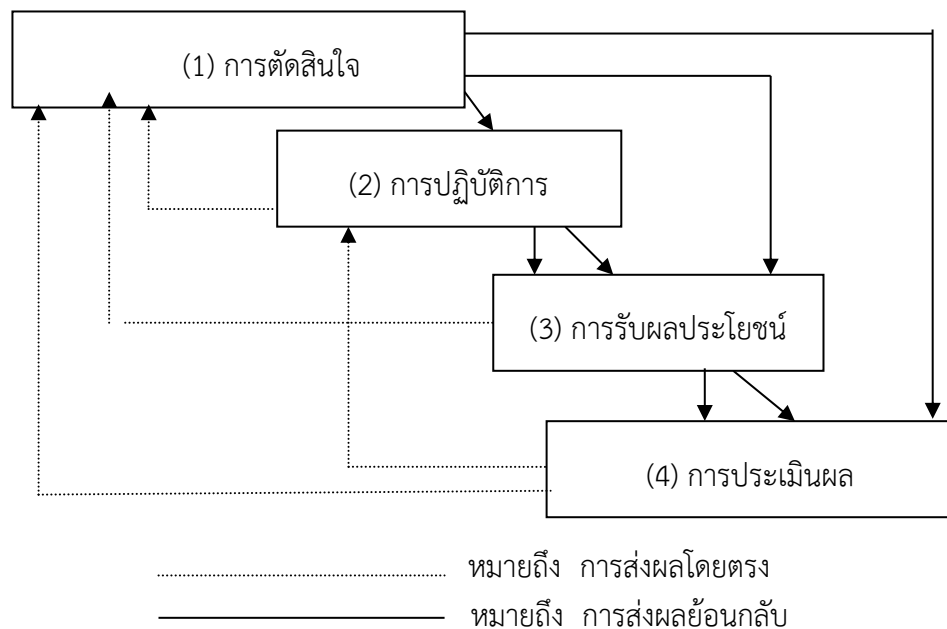 (1) การตัดสินใจ
(2) การปฏิบัติการ
(3) การรับผลประโยชน์
(4) การประเมินผล
หมายถึง การส่งผลโดยตรง
หมายถึง การส่งผลย้อนกลับ